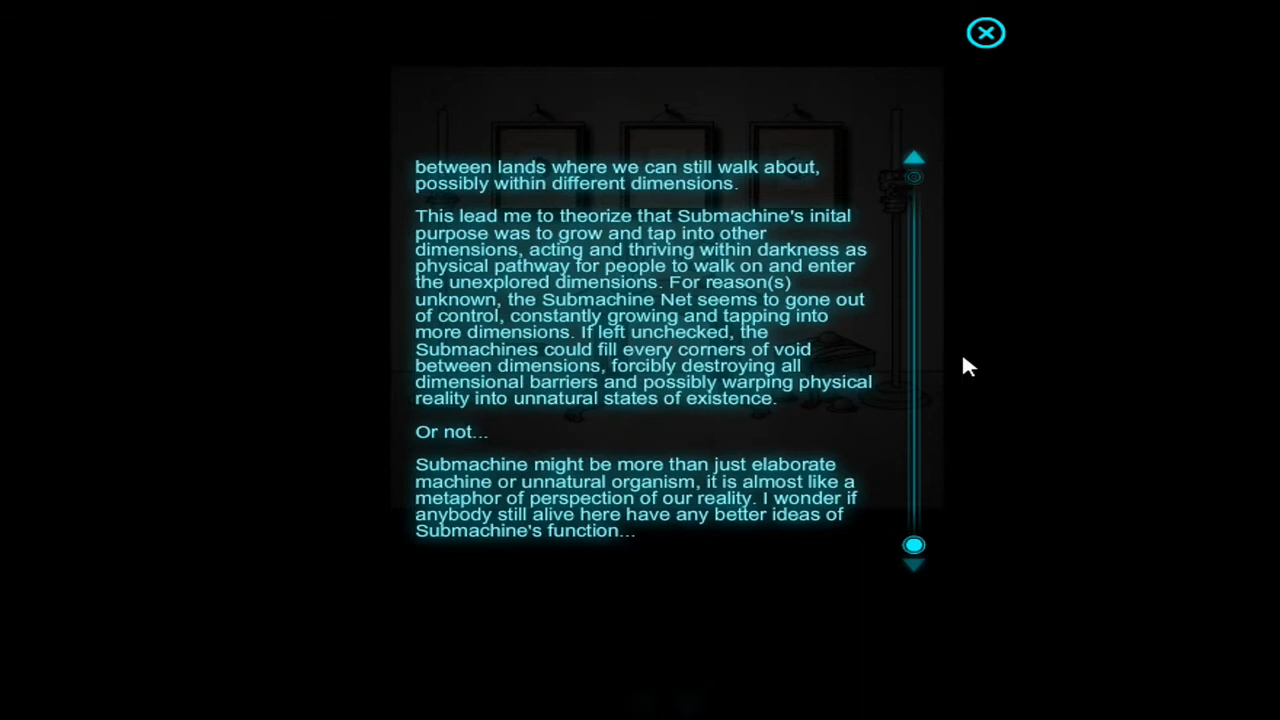 between lands where we can still walk about,
possibly within different dimensions.
This lead me to theorize that Submachine's inital
purpose was to grow and tap into other
dimensions, acting and thriving within darkness as
physical pathway for people to walk on and enter
the unexplored dimensions. For reason(s)
unknown, the Submachine Net seems to gone out
of control, constantly growing and tapping into
more dimensions. If left unchecked, the
Submachines could fill every corners of void
between dimensions, forcibly destroying all
dimensional barriers and possibly warping physical
reality into unnatural states of existence.
Or not...
Submachine might be more than just elaborate
machine or unnatural organism, it is almost like a
metaphor of perspection of our reality. I wonder if
anybody still alive here have any better ideas of
Submachine's function...